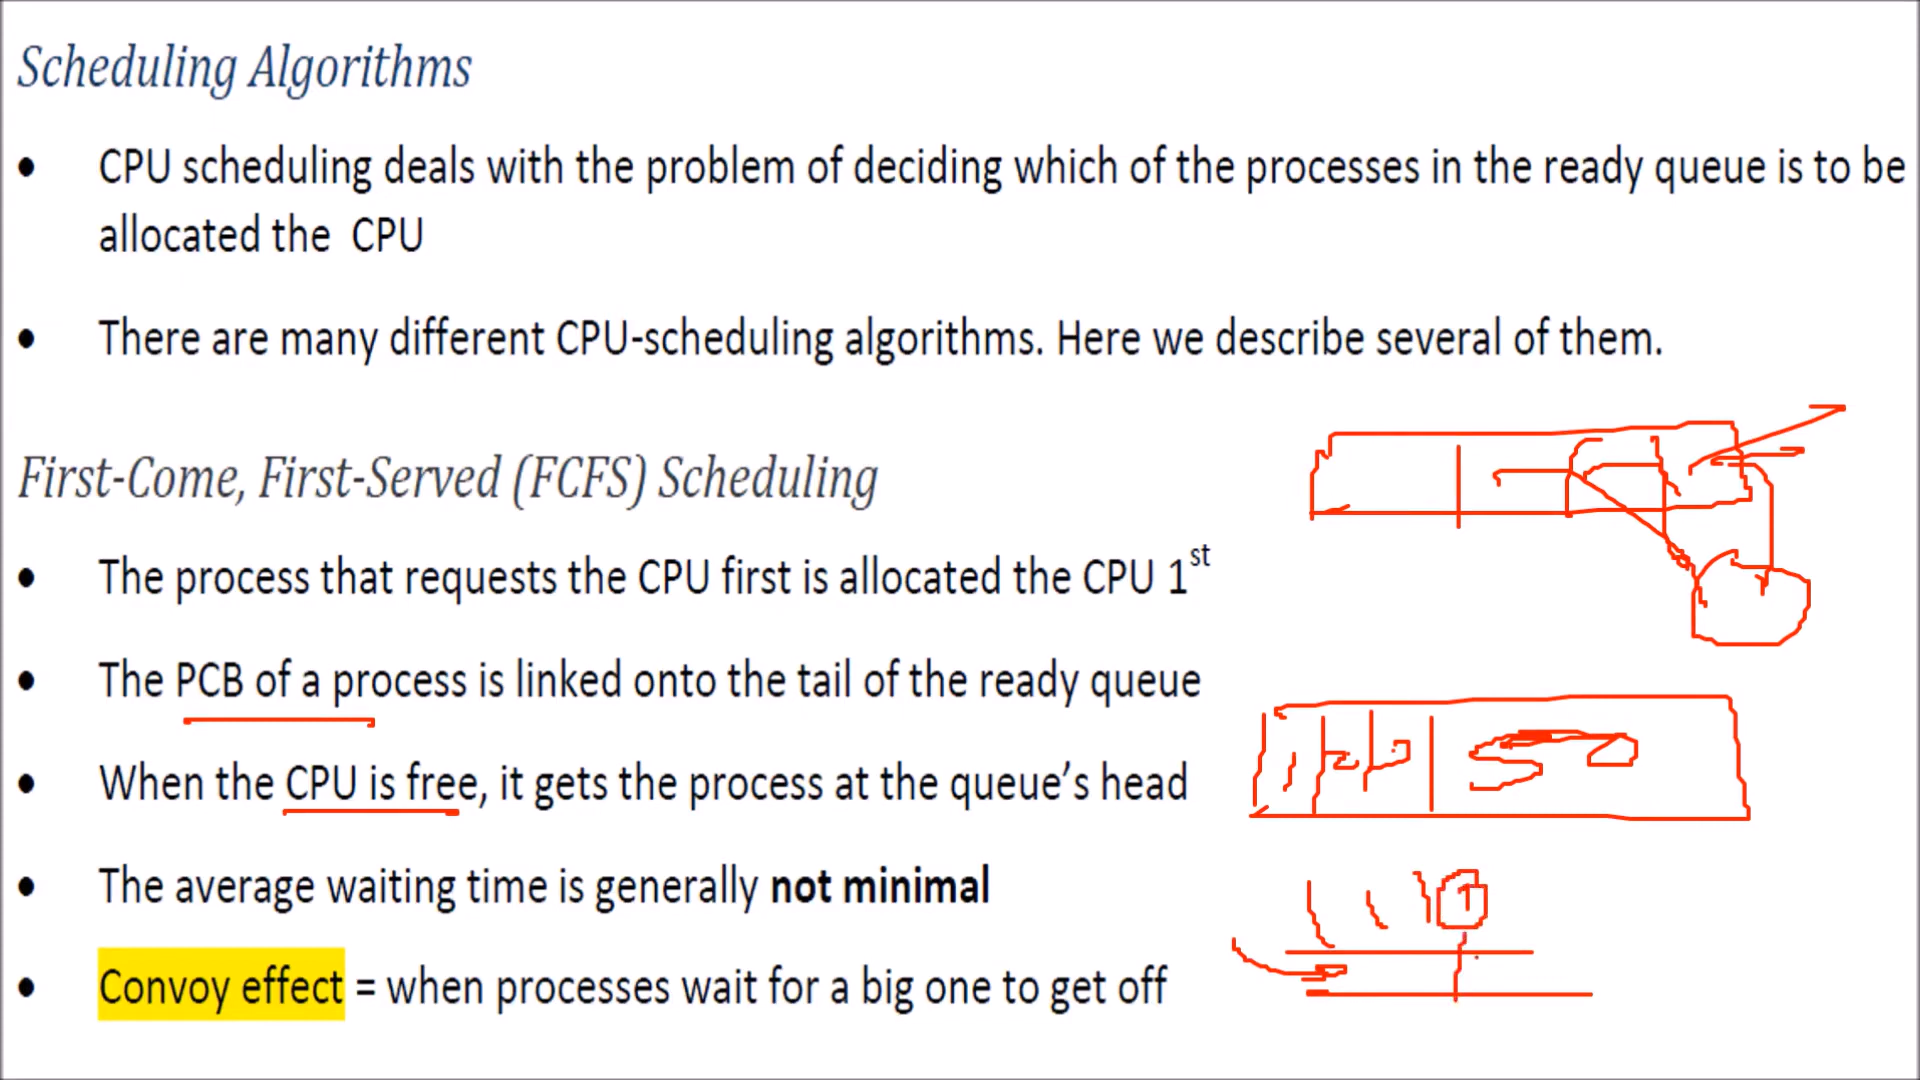 Scheduling Algorithms
• CPU scheduling deals with the problem of deciding which of the processes in the ready queue is to be
allocated the CPU
• There are many different CPU-scheduling algorithms. Here we describe several of them.
First-Come, First-Served (FCFS) Scheduling
• The process that requests the CPU first is allocated the CPU 1st
• The PCB of a process is linked onto the tail of the ready queue
• When the CPU is free, it gets the process at the queue's head
• The average waiting time is generally not minimal
• Convoy effect = when processes wait for a big one to get off